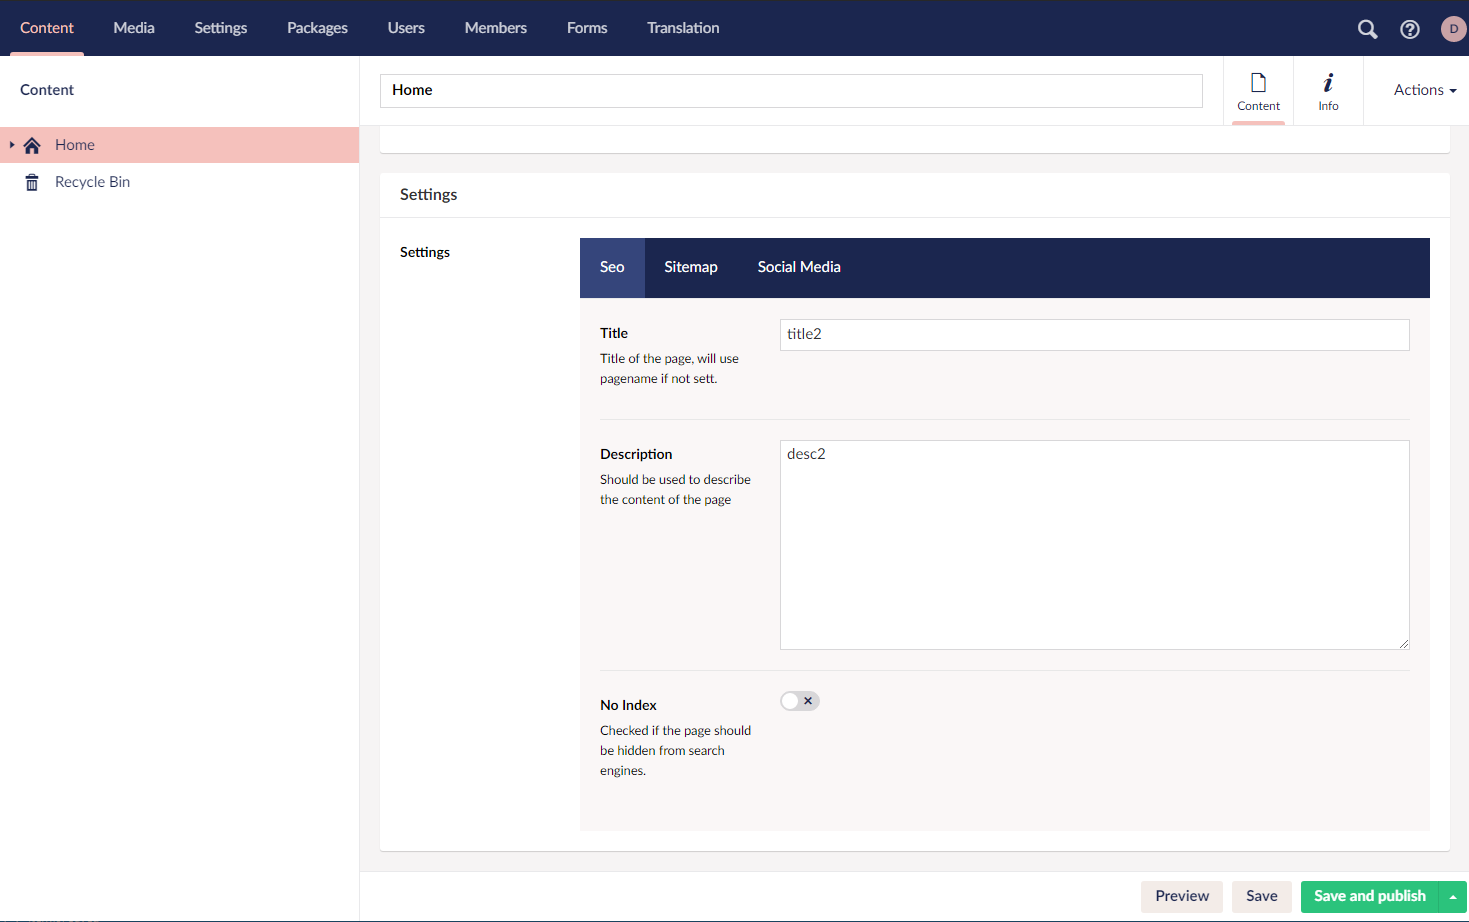 Content Media Settings Packages Users Members Forms Translation D
Content
Home
Recycle Bin
Home
Content
Info
Actions
Settings
Settings
Seo Sitemap Social Media
Title
Title of the page, will use
pagename if not sett.
title2
Description
Should be used to describe
the content of the page
desc2
No Index
Checked if the page should
be hidden from search
engines.
Preview Save Save and publish